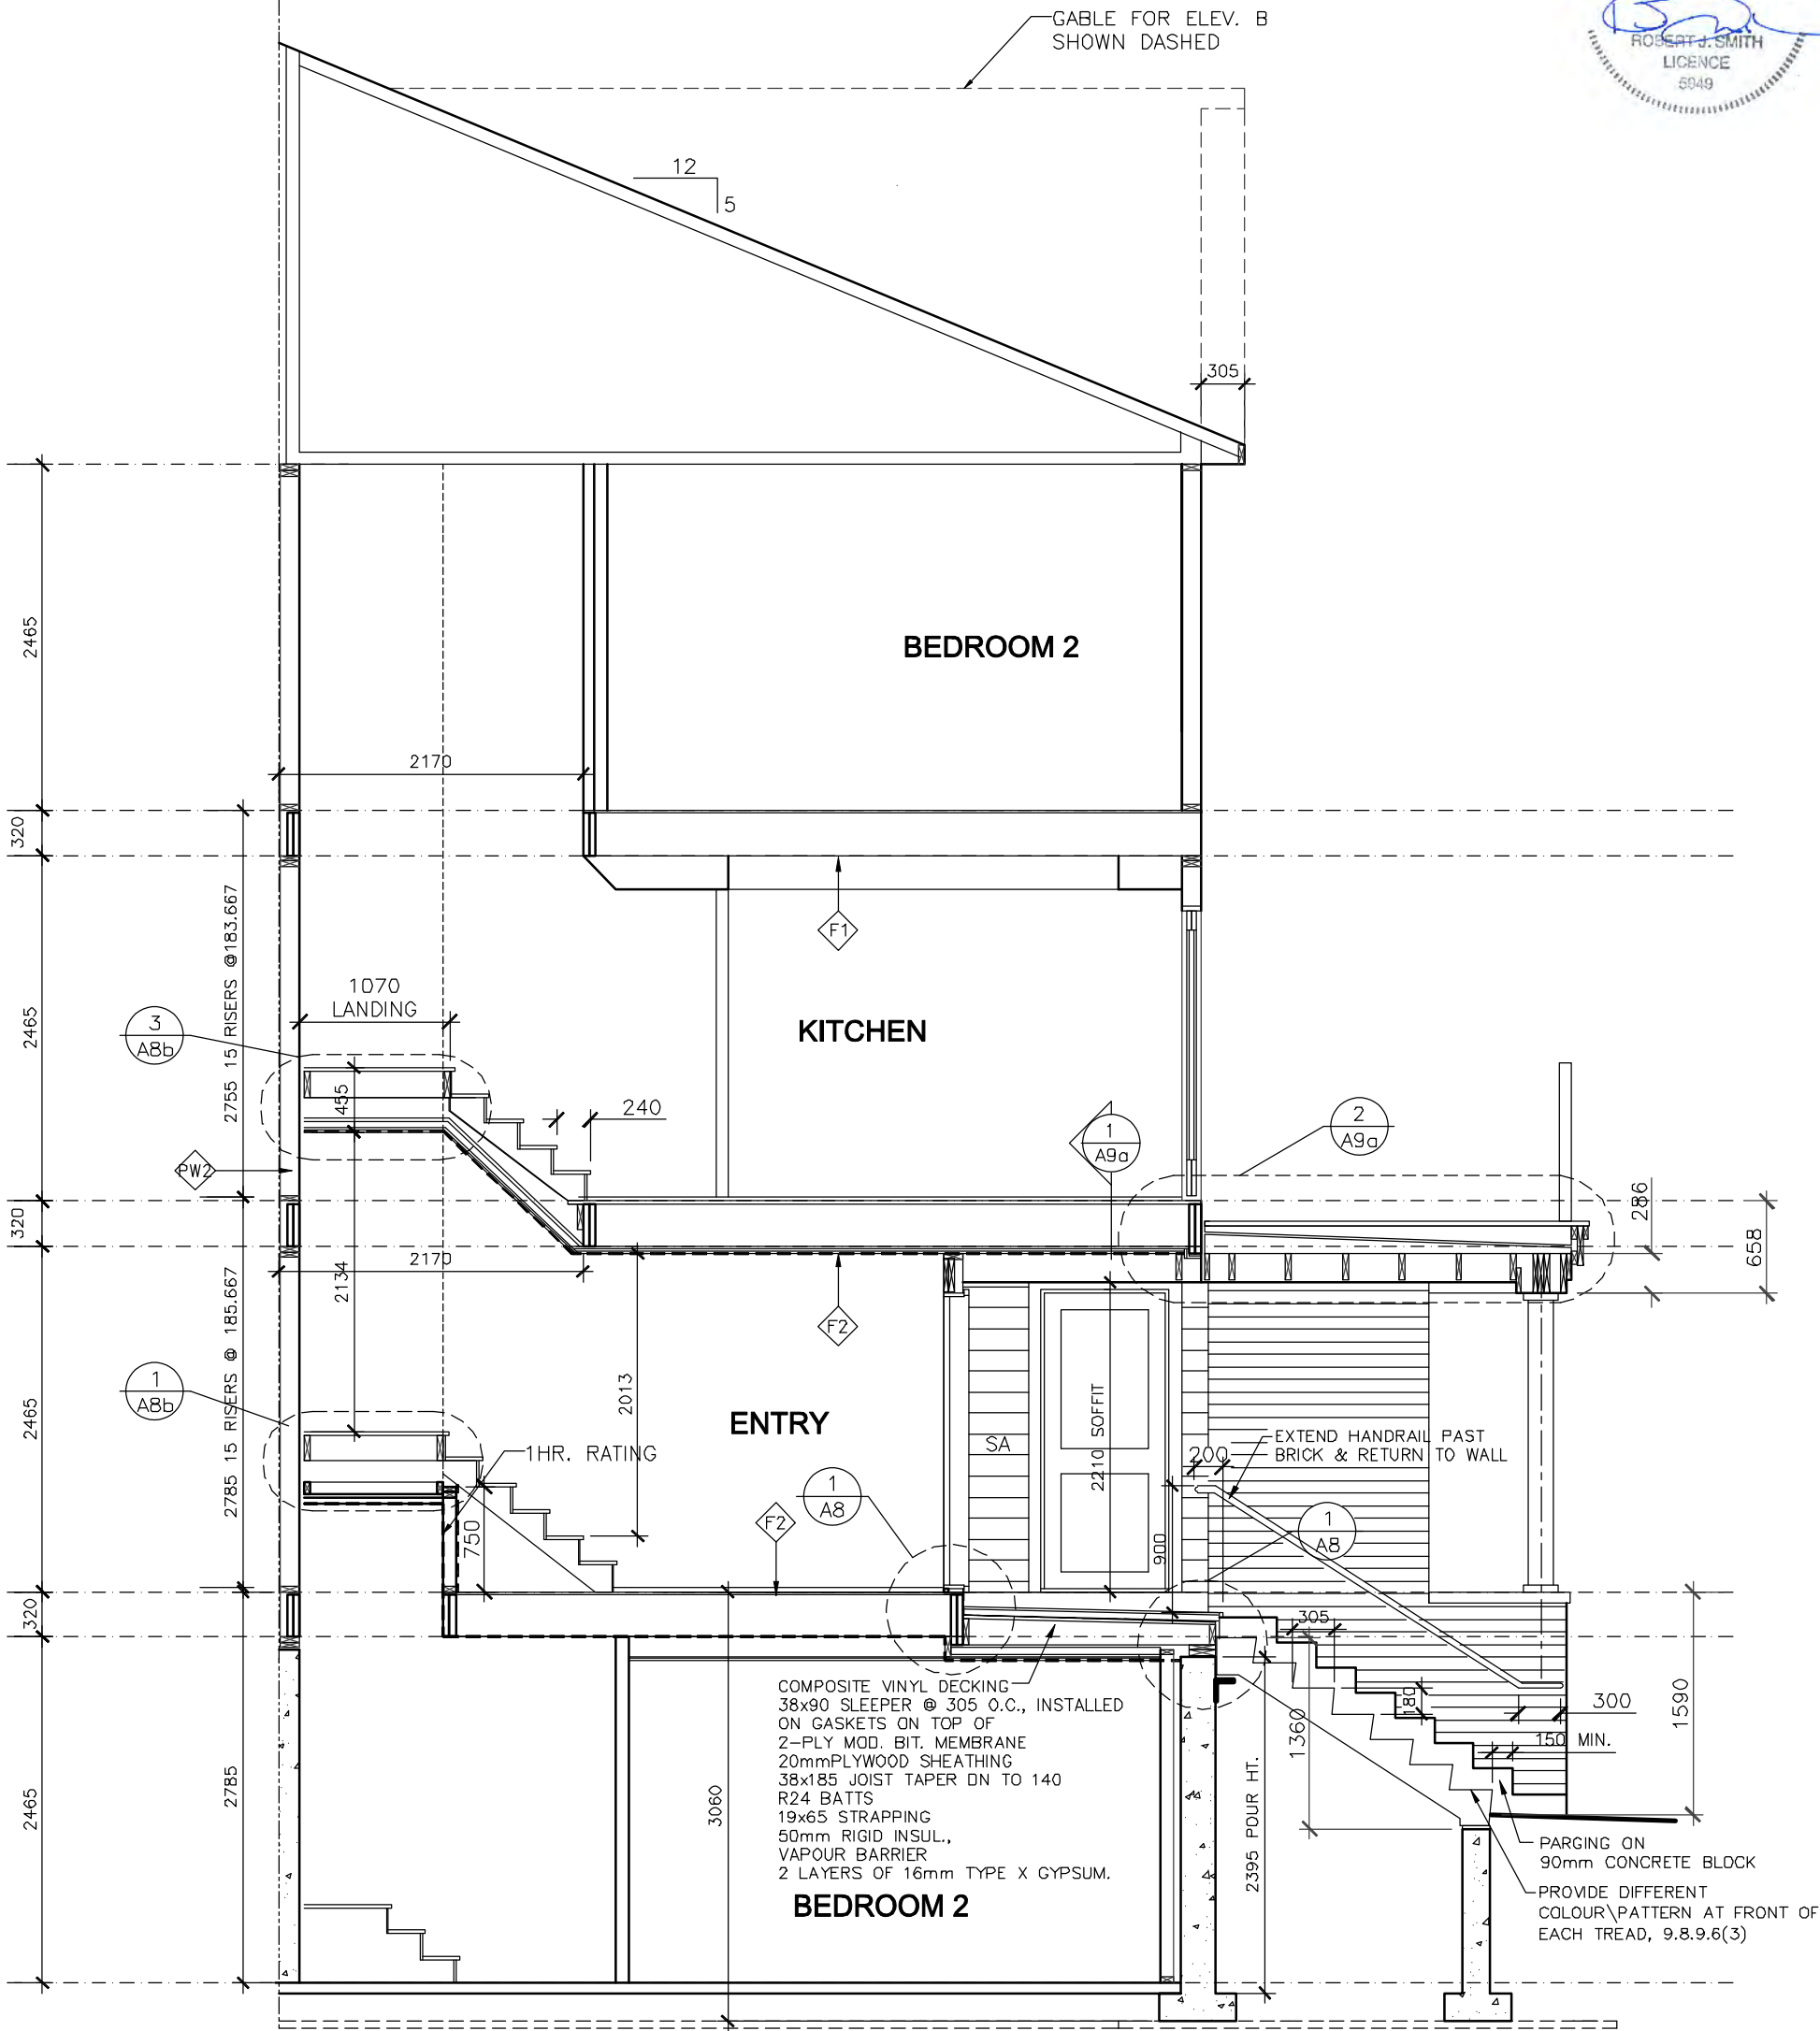 GABLE FOR ELEV. B
SHOWN DASHED
ROBERT J. SMITH
LICENCE
5949
12
5
305
2465
BEDROOM 2
2170
320
F1
2465
2755 15 RISERS @183.667
1070
LANDING
3
A8b
KITCHEN
455
240
1
A9a
2
A9a
PW2
286
658
320
2170
2134
F2
2785 15 RISERS @ 185.667
1
A8b
2465
2013
ENTRY
SA
2210 SOFFIT
EXTEND HANDRAIL PAST
BRICK & RETURN TO WALL
200
1HR. RATING
1
A8
F2
750
900
1
A8
320
305
COMPOSITE VINYL DECKING
38x90 SLEEPER @ 305 O.C., INSTALLED
ON GASKETS ON TOP OF
2-PLY MOD. BIT. MEMBRANE
20mmPLYWOOD SHEATHING
38x185 JOIST TAPER DN TO 140
R24 BATTS
19x65 STRAPPING
50mm RIGID INSUL.,
VAPOUR BARRIER
2 LAYERS OF 16mm TYPE X GYPSUM.
BEDROOM 2
180
300
1590
1360
150 MIN.
2465
2785
3060
2395 POUR HT.
PARGING ON
90mm CONCRETE BLOCK
PROVIDE DIFFERENT
COLOUR\PATTERN AT FRONT OF
EACH TREAD, 9.8.9.6(3)